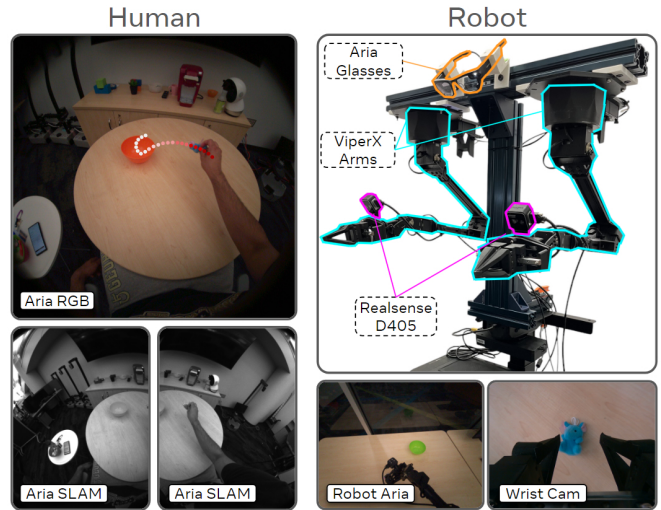 Human
Robot
Aria RGB
Aria SLAM
Aria SLAM
Aria
Glasses
ViperX
Arms
Realsense
D405
Robot Aria
Wrist Cam